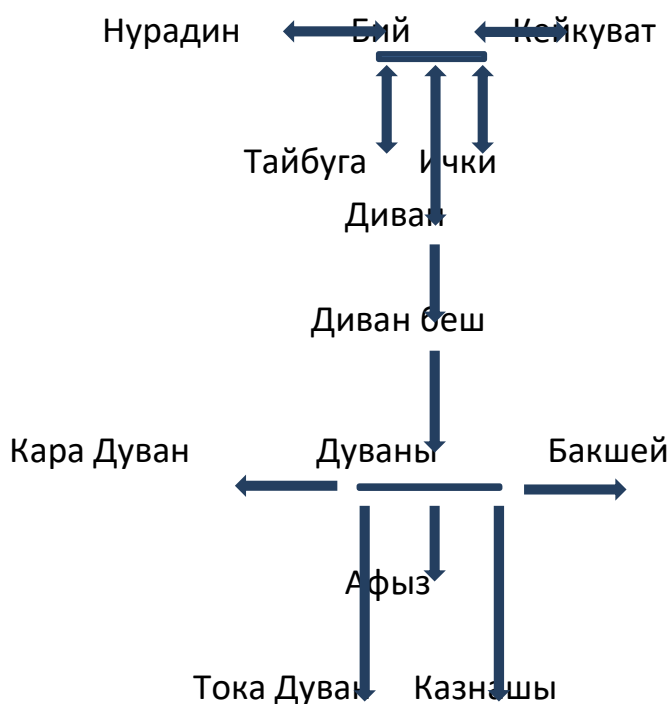 Нурадин Бий Кейкуват
Тайбуга Ички
Диван
Диван беш
Кара Дуван Дуваны Бакшей
Афыз
Тока Дуван Казнашы